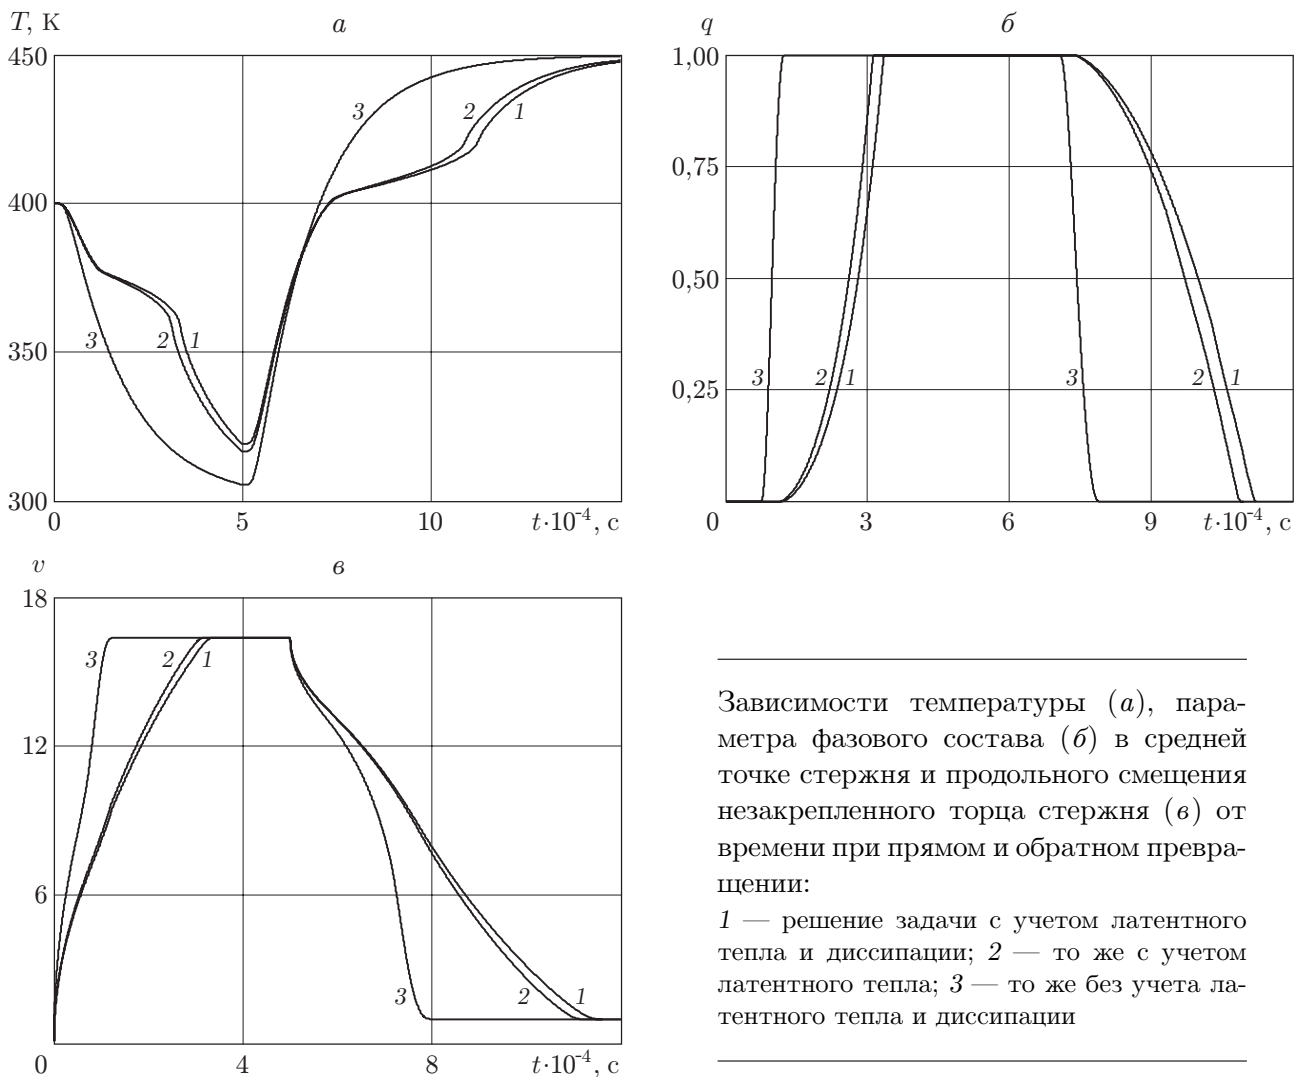 T, К
а
450
400
350
300
0
5
10
t·10⁻⁴, с
3
2
1
3
2
1
q
б
1,00
0,75
0,50
0,25
0
3
6
9
t·10⁻⁴, с
3
2
1
3
2
1
v
в
18
12
6
0
4
8
t·10⁻⁴, с
3
2
1
3
2
1
Зависимости температуры (а), пара-
метра фазового состава (б) в средней
точке стержня и продольного смещения
незакрепленного торца стержня (в) от
времени при прямом и обратном превра-
щении:
1 — решение задачи с учетом латентного
тепла и диссипации; 2 — то же с учетом
латентного тепла; 3 — то же без учета ла-
тентного тепла и диссипации